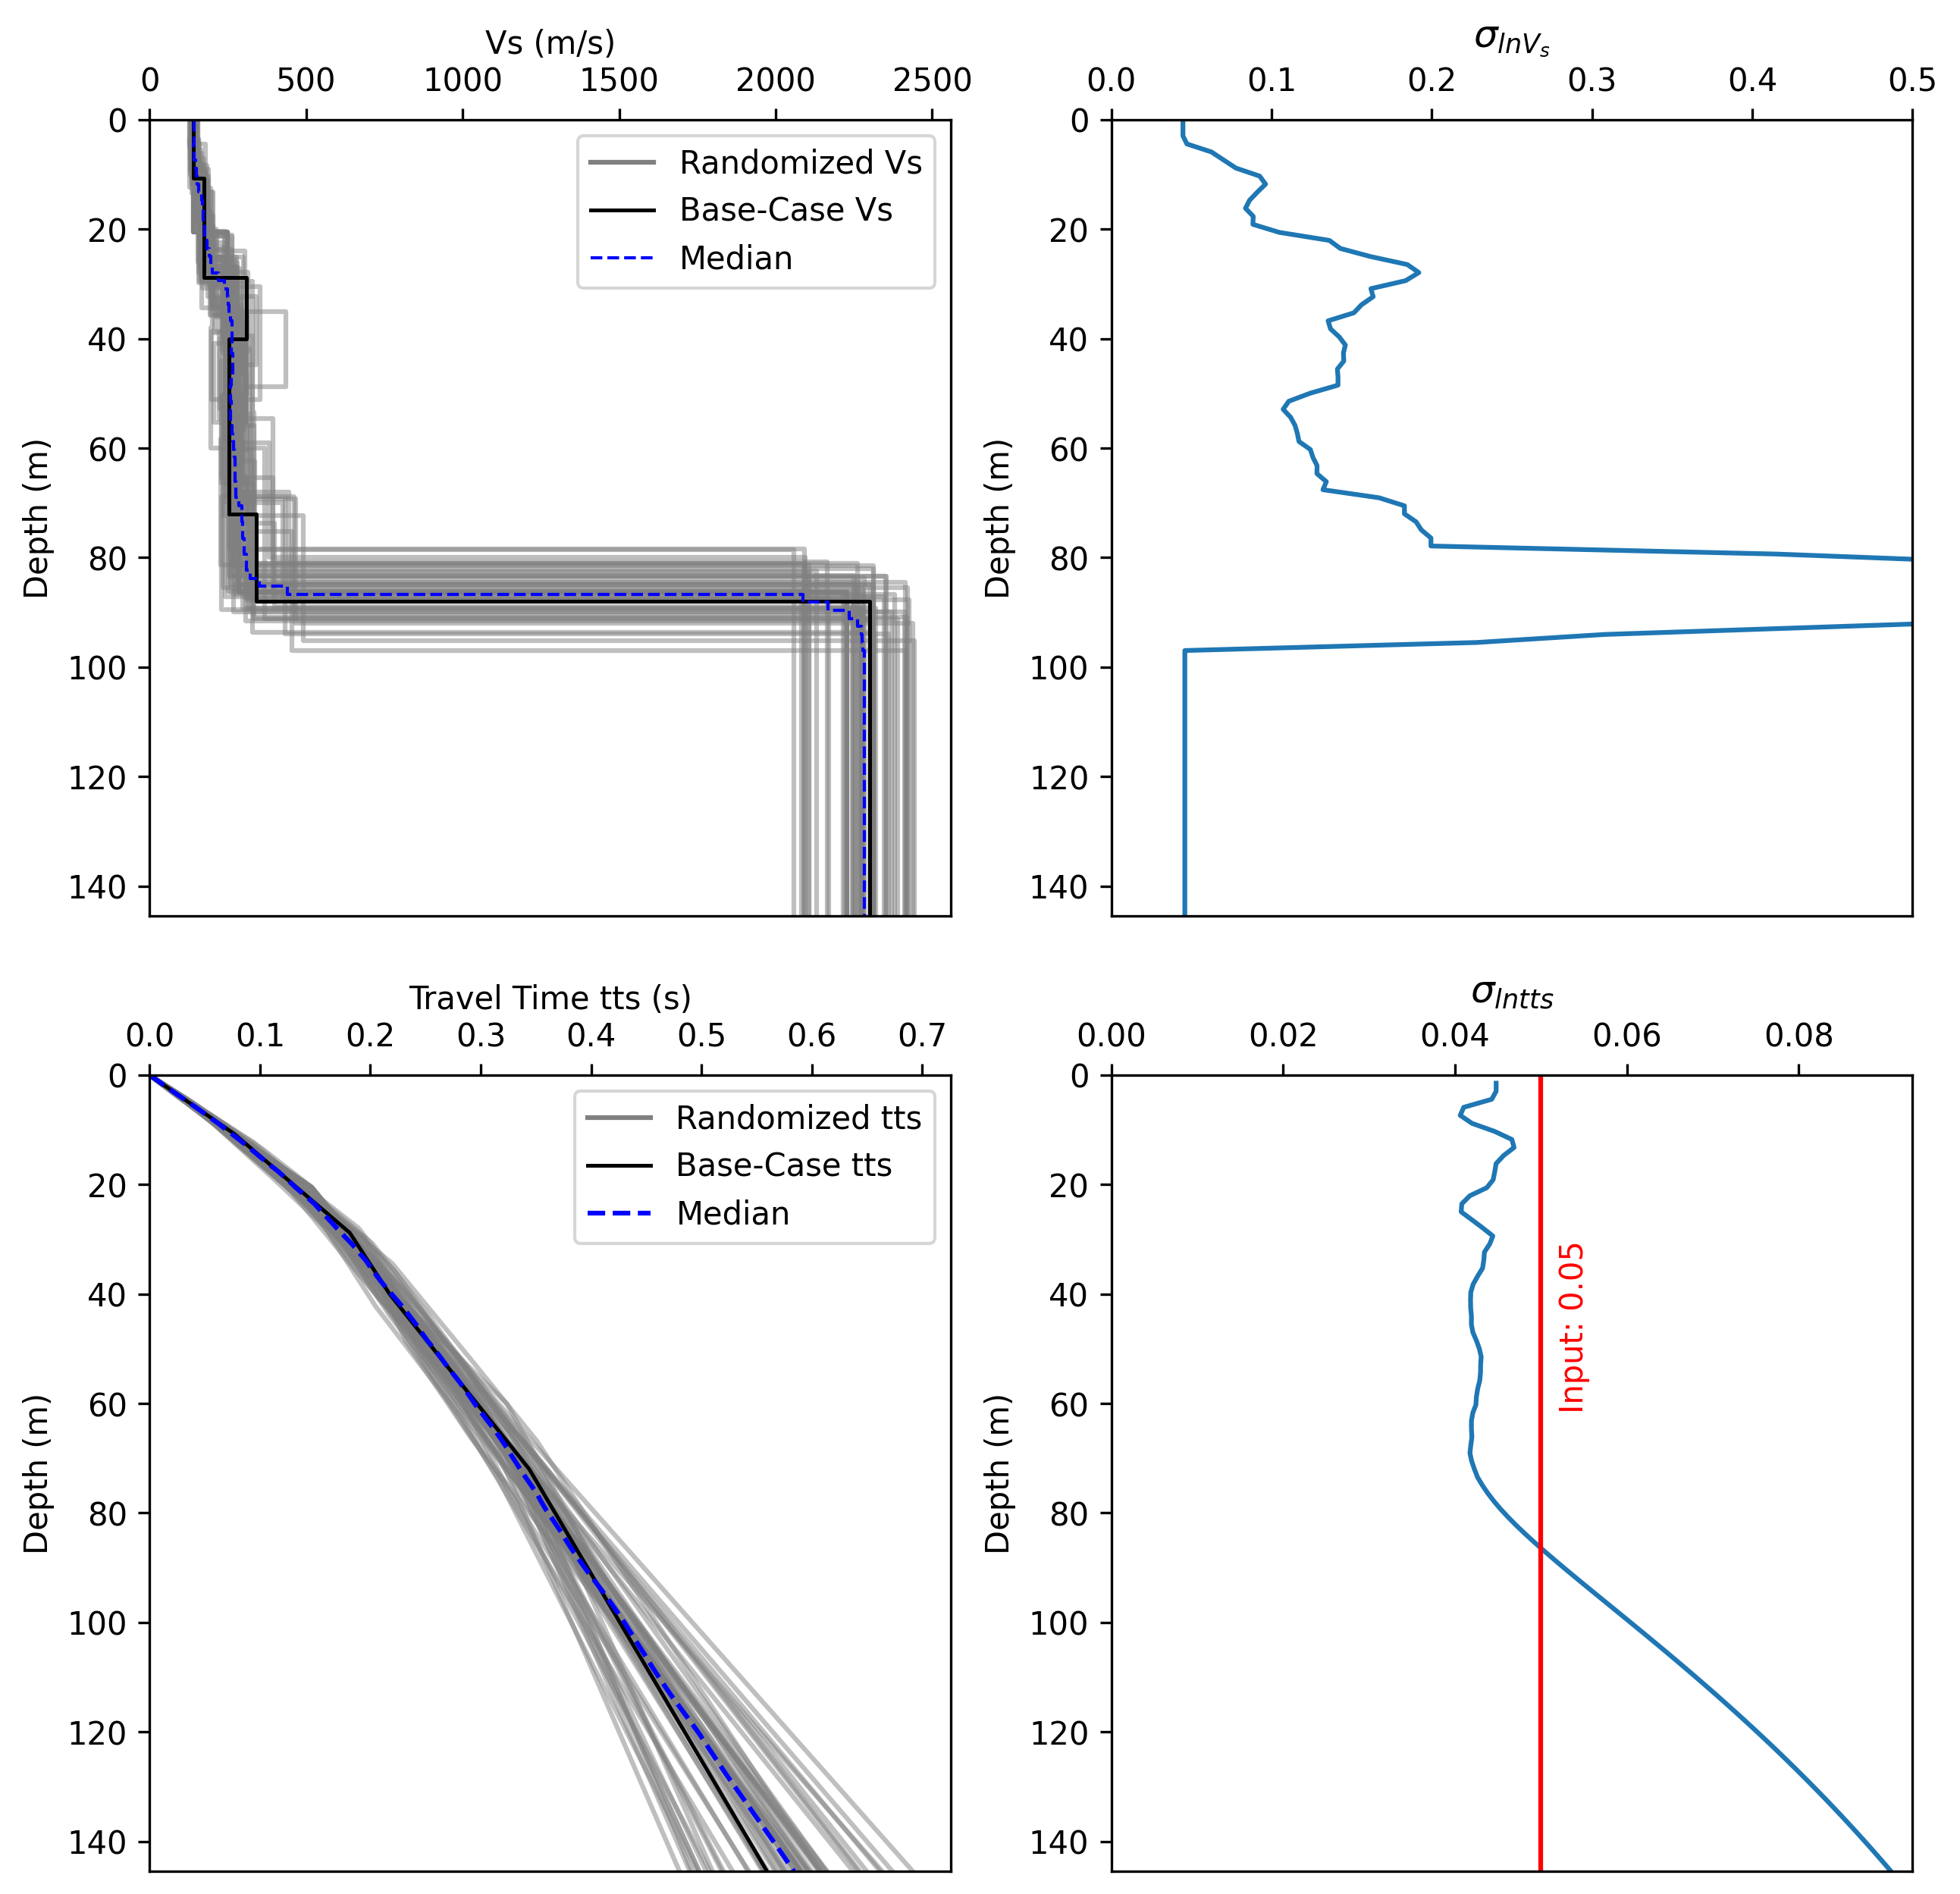 Vs (m/s)
0 500 1000 1500 2000 2500
0
20
40
60
80
100
120
140
Depth (m)
Randomized Vs
Base-Case Vs
Median
σlnVs
0.0 0.1 0.2 0.3 0.4 0.5
0
20
40
60
80
100
120
140
Depth (m)
Travel Time tts (s)
0.0 0.1 0.2 0.3 0.4 0.5 0.6 0.7
0
20
40
60
80
100
120
140
Depth (m)
Randomized tts
Base-Case tts
Median
σlntts
0.00 0.02 0.04 0.06 0.08
0
20
40
60
80
100
120
140
Depth (m)
Input: 0.05